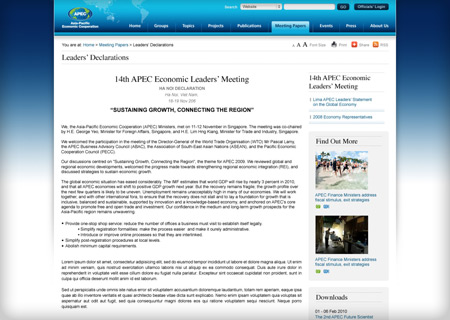 APEC
Asia-Pacific
Economic Cooperation
search
Website
go
Officials' Login
Home
Groups
Topics
Projects
Publications
Meeting Papers
Events
Press
About Us
You are at: Home > Meeting Papers > Leaders' Declarations
A A A Font Size
Print
Share
RSS
Leaders' Declarations
14th APEC Economic Leaders' Meeting
HA NOI DECLARATION
Ha Noi, Viet Nam
"SUSTAINING GROWTH, CONNECTING THE REGION"
We, the Asia-Pacific Economic Cooperation (APEC) Ministers, met on 11-12 November in Singapore. The meeting was co-chaired
by H.E. George Yeo, Minister for Foreign Affairs, Singapore, and H.E. Lim Hng Kiang, Minister for Trade and Industry, Singapore.
We welcomed the participation in the meeting of the Director-General of the World Trade Organisation (WTO) Mr Pascal Lamy,
the APEC Business Advisory Council (ABAC), the Association of South-East Asian Nations (ASEAN), and the Pacific Economic
Cooperation Council (PECC).
Our discussions centred on "Sustaining Growth, Connecting the Region", the theme for APEC 2009. We reviewed global and
regional economic developments, welcomed the progress made towards strengthening regional economic integration (REI), and
discussed strategies to sustain economic growth.
The global economic situation has eased considerably. The IMF estimates that world GDP will rise by nearly 3 percent in 2010,
and that all APEC economies will shift to positive GDP growth next year. But the recovery remains fragile, the growth profile over
the next few quarters is likely to be uneven. Unemployment remains unacceptably high in many of our economies. We will work
together, and with other international fora, to ensure that the recovery does not stall and to lay a foundation for growth that is
inclusive, balanced and sustainable, supported by innovation and a knowledge-based economy, and anchored on APEC's core
agenda to promote free and open trade and investment. Our confidence in the medium and long-term growth prospects for the
Asia-Pacific region remains unwavering.
Provide one-stop shop service: reduce the number of offices a business must visit to establish itself legally.
Simplify registration formalities: make the process easier and make it surely administrative.
Introduce or improve online processes so that they are interlinked.
Simplify post-registration procedures at local levels.
Abolish minimum capital requirements.
Lorem ipsum dolor sit amet, consectetur adipisicing elit, sed do eiusmod tempor incididunt ut labore et dolore magna aliqua. Ut enim
ad minim veniam, quis nostrud exercitation ullamco laboris nisi ut aliquip ex ea commodo consequat. Duis aute irure dolor in
reprehenderit in voluptate velit esse cillum dolore eu fugiat nulla pariatur. Excepteur sint occaecat cupidatat non proident, sunt in
culpa qui officia deserunt mollit anim id est laborum.
Sed ut perspiciatis unde omnis iste natus error sit voluptatem accusantium doloremque laudantium, totam rem aperiam, eaque ipsa
quae ab illo inventore veritatis et quasi architecto beatae vitae dicta sunt explicabo. Nemo enim ipsam voluptatem quia voluptas sit
aspernatur aut odit aut fugit, sed quia consequuntur magni dolores eos qui ratione voluptatem sequi nesciunt. Neque porro
quisquam est.
14th APEC Economic
Leaders' Meeting
Lima APEC Leaders' Statement
on the Global Economy
2009 Economy Representatives
Find Out More
APEC Finance Ministers address
fiscal stimulus, exit strategies
APEC Finance Ministers address
fiscal stimulus, exit strategies
Downloads
01 - 06 Feb 2010
The 2nd APEC Future Scientist